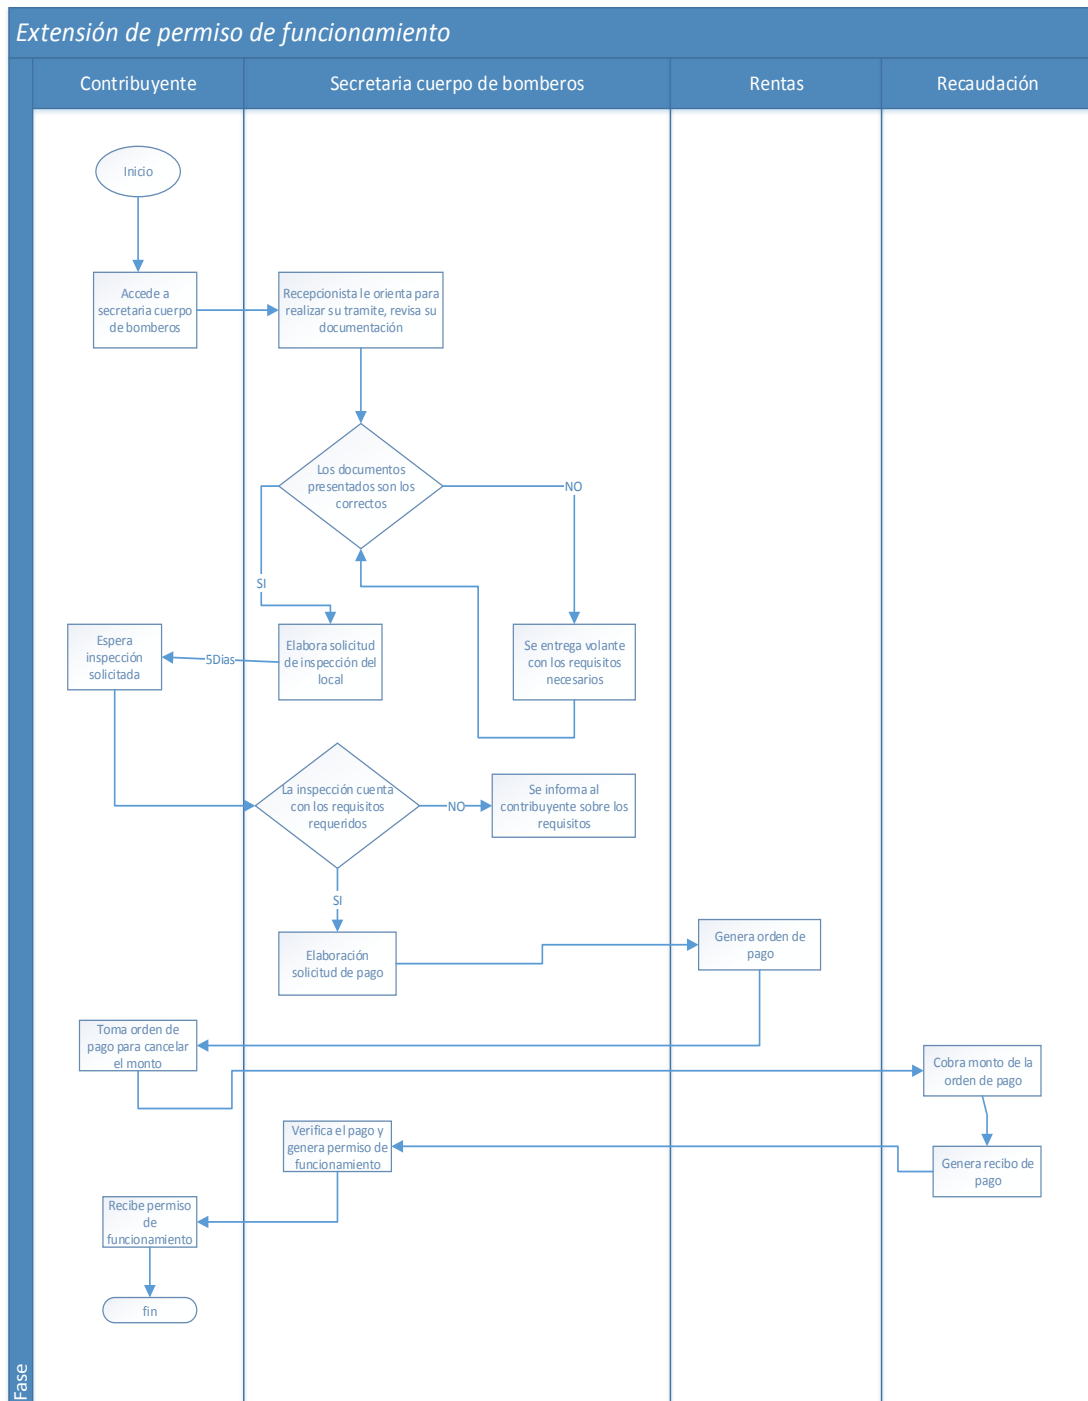 Extensión de permiso de funcionamiento
Contribuyente
Secretaria cuerpo de bomberos
Rentas
Recaudación
Inicio
Accede a
secretaria cuerpo
de bomberos
Recepcionista le orienta para
realizar su tramite, revisa su
documentación
Los documentos
presentados son los
correctos
NO
SI
Espera
inspección
solicitada
5Dias
Elabora solicitud
de inspección del
local
Se entrega volante
con los requisitos
necesarios
La inspección cuenta
con los requisitos
requeridos
NO
Se informa al
contribuyente sobre los
requisitos
SI
Elaboración
solicitud de pago
Genera orden de
pago
Toma orden de
pago para cancelar
el monto
Cobra monto de la
orden de pago
Verifica el pago y
genera permiso de
funcionamiento
Genera recibo de
pago
Recibe permiso
de
funcionamiento
fin
Fase